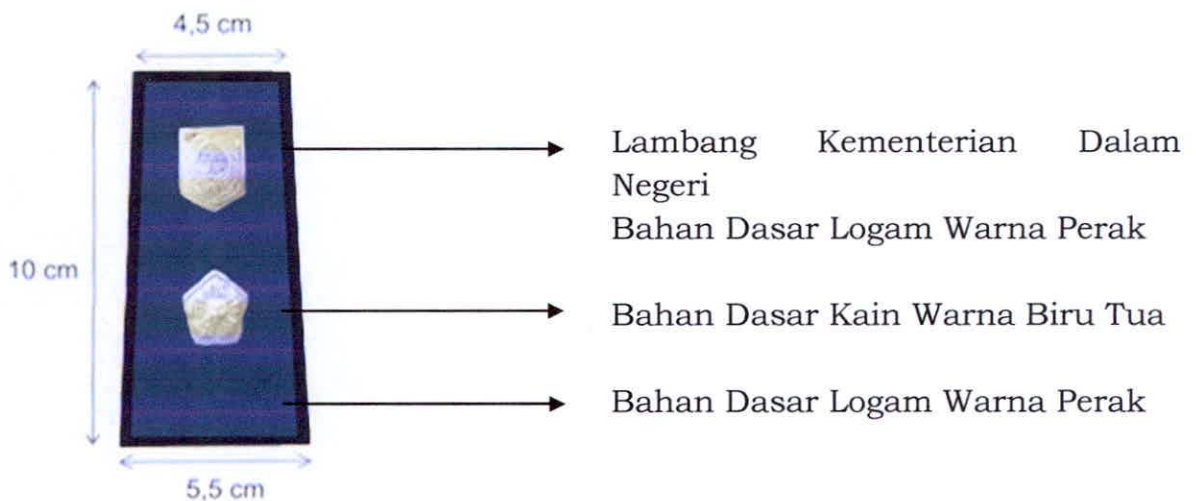 4,5 cm
Lambang Kementerian Dalam
Negeri
Bahan Dasar Logam Warna Perak
10 cm
Bahan Dasar Kain Warna Biru Tua
Bahan Dasar Logam Warna Perak
5,5 cm